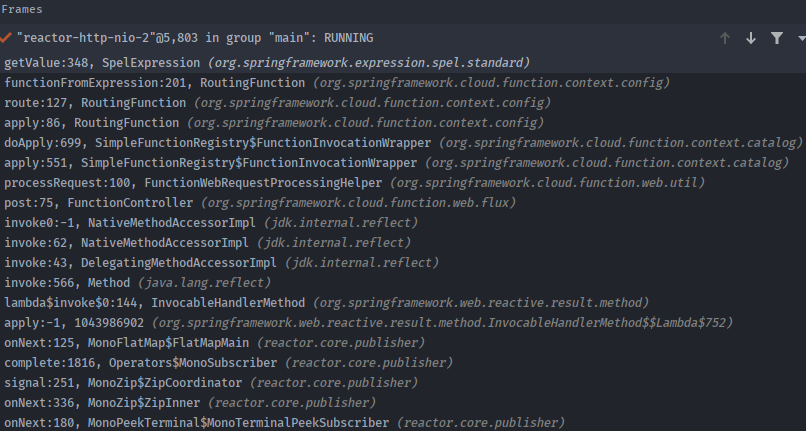 Frames
"reactor-http-nio-2"@5,803 in group "main": RUNNING
getValue:348, SpelExpression (org.springframework.expression.spel.standard)
functionFromExpression:201, RoutingFunction (org.springframework.cloud.function.context.config)
route:127, RoutingFunction (org.springframework.cloud.function.context.config)
apply:86, RoutingFunction (org.springframework.cloud.function.context.config)
doApply:699, SimpleFunctionRegistry$FunctionInvocationWrapper (org.springframework.cloud.function.context.catalog)
apply:551, SimpleFunctionRegistry$FunctionInvocationWrapper (org.springframework.cloud.function.context.catalog)
processRequest:100, FunctionWebRequestProcessingHelper (org.springframework.cloud.function.web.util)
post:75, FunctionController (org.springframework.cloud.function.web.flux)
invoke0:-1, NativeMethodAccessorImpl (jdk.internal.reflect)
invoke:62, NativeMethodAccessorImpl (jdk.internal.reflect)
invoke:43, DelegatingMethodAccessorImpl (jdk.internal.reflect)
invoke:566, Method (java.lang.reflect)
lambda$invoke$0:144, InvocableHandlerMethod (org.springframework.web.reactive.result.method)
apply:-1, 1043986902 (org.springframework.web.reactive.result.method.InvocableHandlerMethod$$Lambda$752)
onNext:125, MonoFlatMap$FlatMapMain (reactor.core.publisher)
complete:1816, Operators$MonoSubscriber (reactor.core.publisher)
signal:251, MonoZip$ZipCoordinator (reactor.core.publisher)
onNext:336, MonoZip$ZipInner (reactor.core.publisher)
onNext:180, MonoPeekTerminal$MonoTerminalPeekSubscriber (reactor.core.publisher)